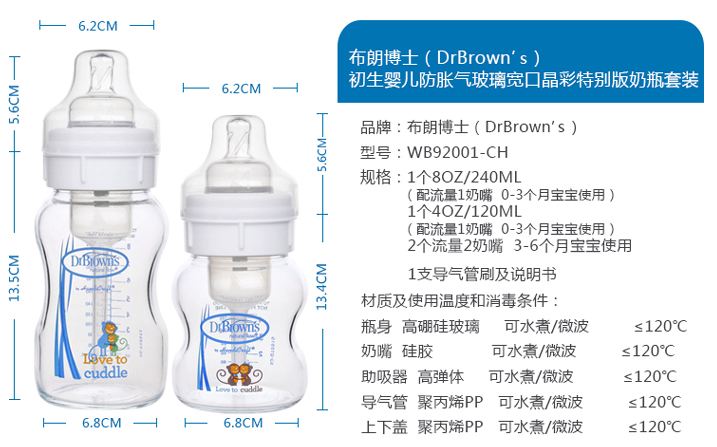 6.2CM
5.6CM
13.5CM
6.8CM
6.2CM
5.6CM
13.4CM
6.8CM
DrBrown's
natural flow
Love to
cuddle
DrBrown's
Love to cuddle
布朗博士（DrBrown's）
初生婴儿防胀气玻璃宽口晶彩特别版奶瓶套装
品牌：布朗博士（DrBrown's）
型号：WB92001-CH
规格：1个8OZ/240ML
（配流量1奶嘴 0-3个月宝宝使用）
1个4OZ/120ML
（配流量1奶嘴 0-3个月宝宝使用）
2个流量2奶嘴 3-6个月宝宝使用
1支导气管刷及说明书
材质及使用温度和消毒条件：
瓶身 高硼硅玻璃 可水煮/微波 ≤120℃
奶嘴 硅胶 可水煮/微波 ≤120℃
助吸器 高弹体 可水煮/微波 ≤120℃
导气管 聚丙烯PP 可水煮/微波 ≤120℃
上下盖 聚丙烯PP 可水煮/微波 ≤120℃